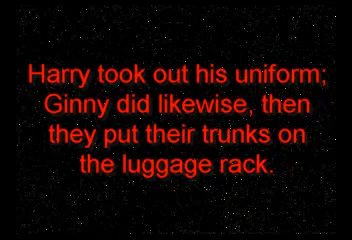 Harry took out his uniform;
Ginny did likewise, then
they put their trunks on
the luggage rack.